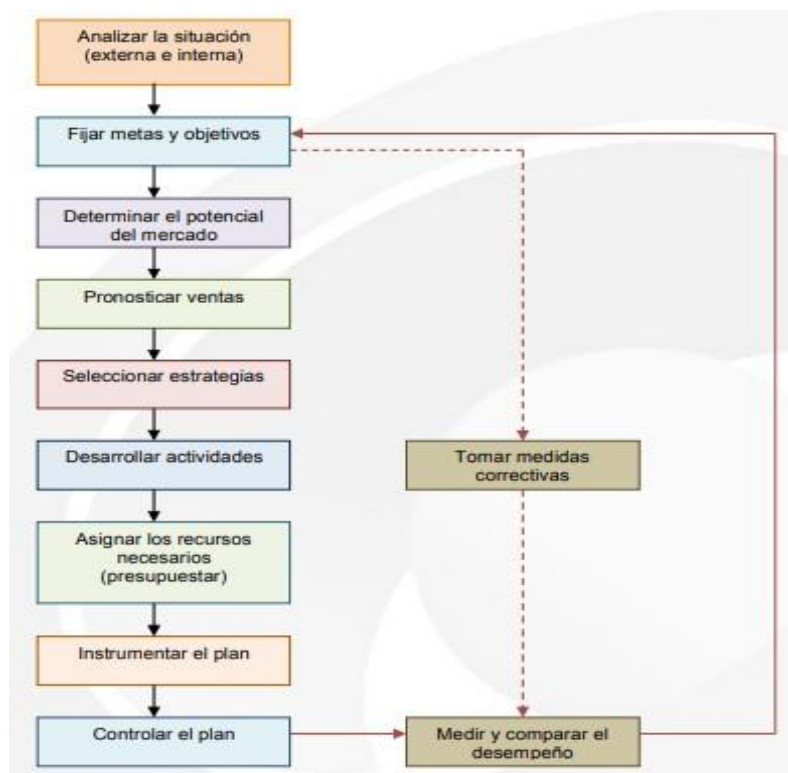 Analizar la situación
(externa e interna)
Fijar metas y objetivos
Determinar el potencial
del mercado
Pronosticar ventas
Seleccionar estrategias
Desarrollar actividades
Tomar medidas
correctivas
Asignar los recursos
necesarios
(presupuestar)
Instrumentar el plan
Controlar el plan
Medir y comparar el
desempeño